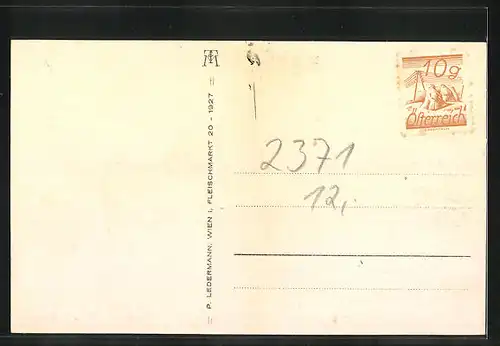 10g
Österreich
2371
12,
P. LEDERMANN, WIEN I, FLEISCHMARKT 20 - 1927